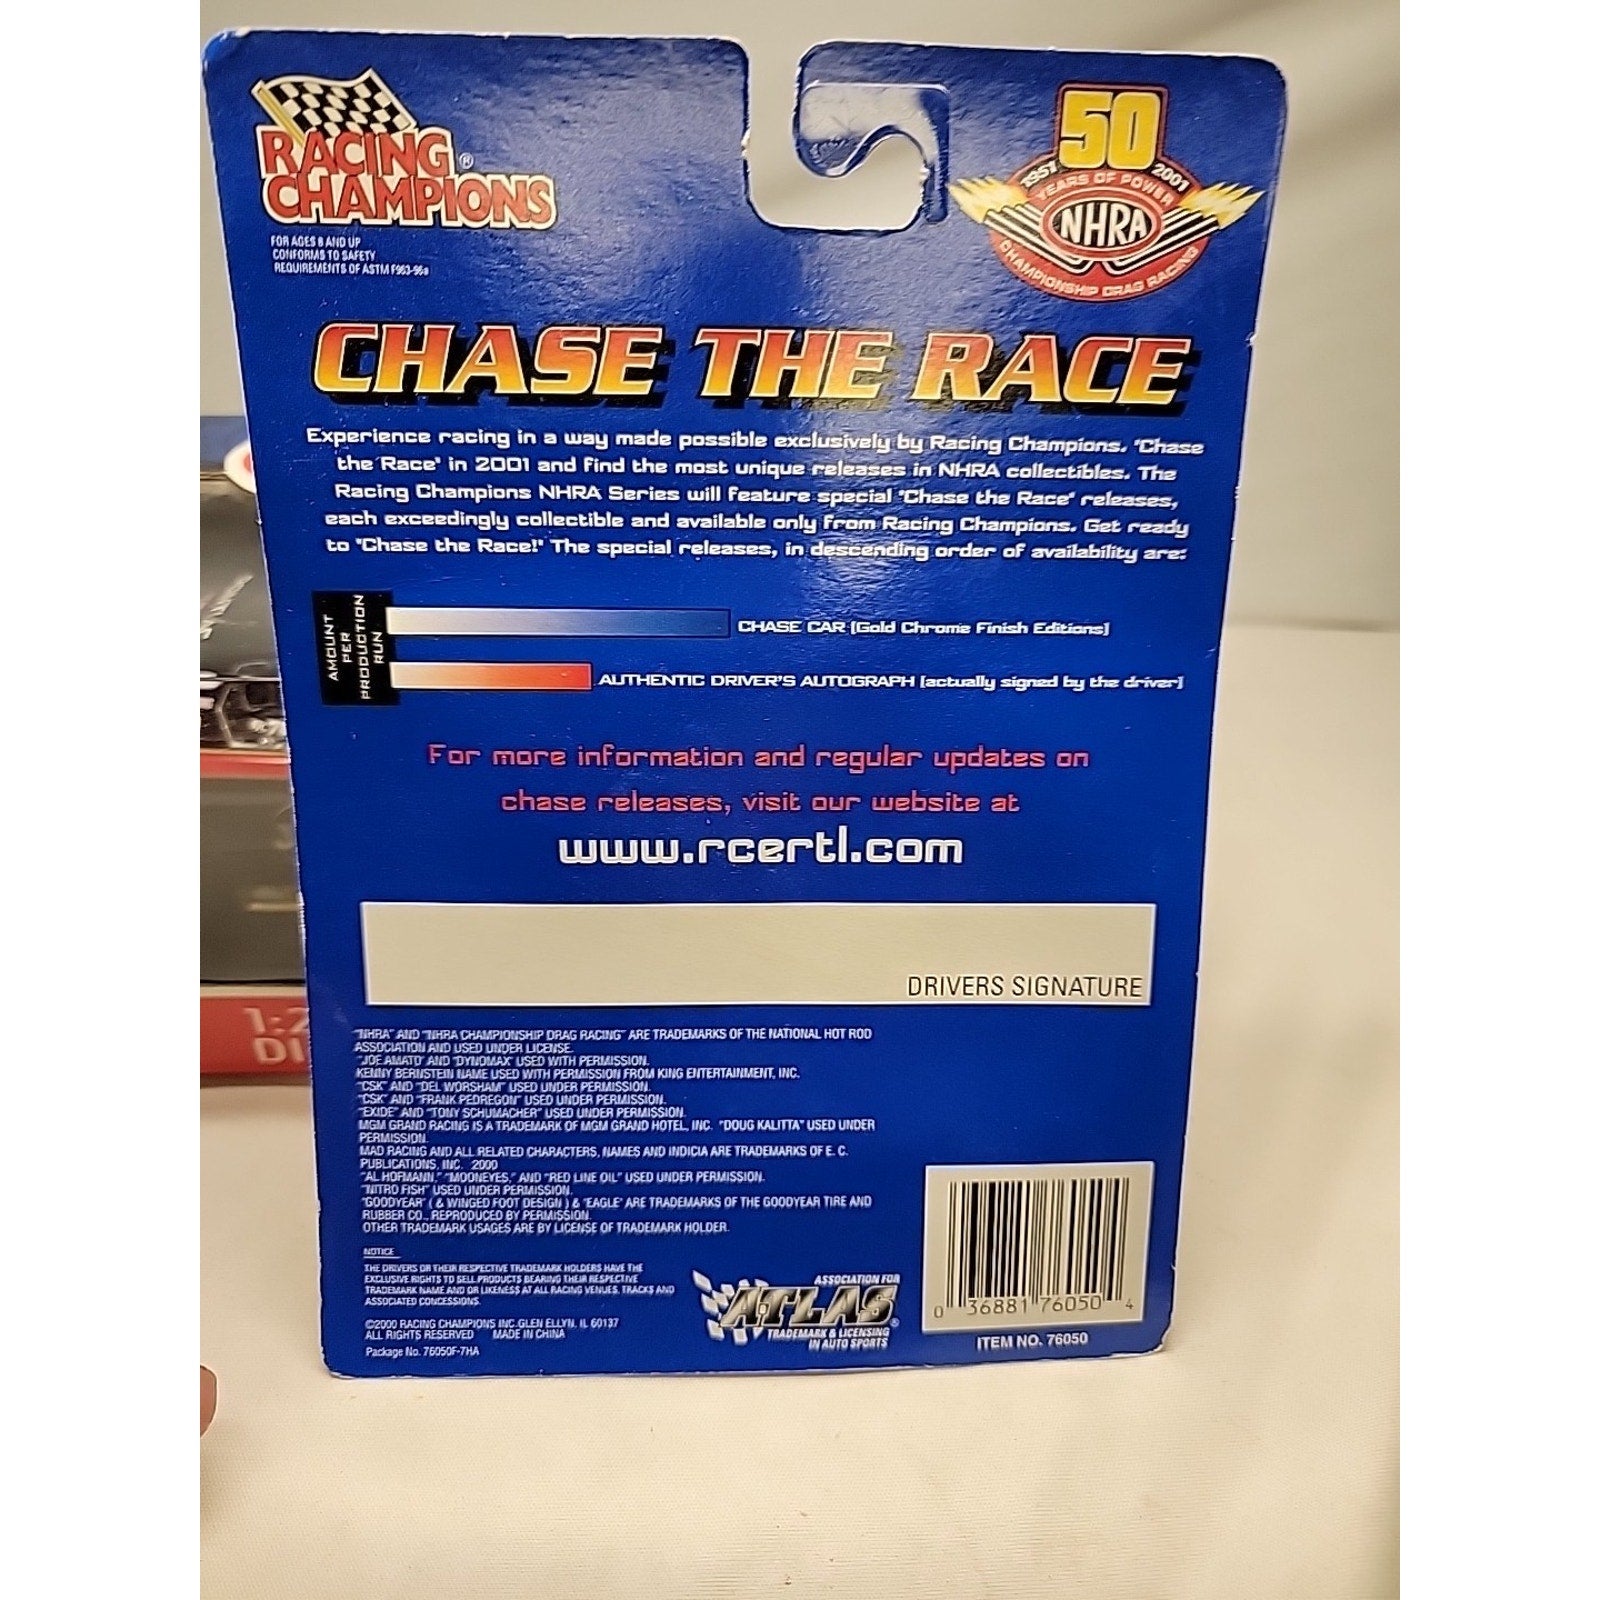 RACING ®
CHAMPIONS
FOR AGES 8 AND UP
CONFORMS TO SAFETY
REQUIREMENTS OF ASTM F963-96a
50
1951 2001
YEARS OF POWER
NHRA
CHAMPIONSHIP DRAG RACING
CHASE THE RACE
Experience racing in a way made possible exclusively by Racing Champions. "Chase
the Race" in 2001 and find the most unique releases in NHRA collectibles. The
Racing Champions NHRA Series will feature special "Chase the Race" releases,
each exceedingly collectible and available only from Racing Champions. Get ready
to "Chase the Race!" The special releases, in descending order of availability are:
AMOUNT
PER
PRODUCTION
RUN
CHASE CAR (Gold Chrome Finish Editions)
AUTHENTIC DRIVER'S AUTOGRAPH (actually signed by the driver)
For more information and regular updates on
chase releases, visit our website at
www.rcertl.com
DRIVERS SIGNATURE
"NHRA" AND "NHRA CHAMPIONSHIP DRAG RACING" ARE TRADEMARKS OF THE NATIONAL HOT ROD
ASSOCIATION AND USED UNDER LICENSE.
"JOE AMATO" AND "DYNOMAX" USED WITH PERMISSION.
KENNY BERNSTEIN NAME USED WITH PERMISSION FROM KING ENTERTAINMENT, INC.
"CSK" AND "DEL WORSHAM" USED UNDER PERMISSION.
"CSK" AND "FRANK PEDREGON" USED UNDER PERMISSION.
"EXIDE" AND "TONY SCHUMACHER" USED UNDER PERMISSION.
MGM GRAND RACING IS A TRADEMARK OF MGM GRAND HOTEL, INC. "DOUG KALITTA" USED UNDER
PERMISSION.
MAD RACING AND ALL RELATED CHARACTERS, NAMES AND INDICIA ARE TRADEMARKS OF E. C.
PUBLICATIONS, INC. 2000
"AL HOFMANN," "MOONEYES," AND "RED LINE OIL" USED UNDER PERMISSION.
"NITRO FISH" USED UNDER PERMISSION.
"GOODYEAR" ( & WINGED FOOT DESIGN ) & "EAGLE" ARE TRADEMARKS OF THE GOODYEAR TIRE AND
RUBBER CO., REPRODUCED BY PERMISSION.
OTHER TRADEMARK USAGES ARE BY LICENSE OF TRADEMARK HOLDER.
NOTICE
THE DRIVERS OR THEIR RESPECTIVE TRADEMARK HOLDERS HAVE THE
EXCLUSIVE RIGHTS TO SELL PRODUCTS BEARING THEIR RESPECTIVE
TRADEMARK NAME AND OR LIKENESS AT ALL RACING VENUES, TRACKS AND
ASSOCIATED CONCESSIONS.
©2000 RACING CHAMPIONS INC. GLEN ELLYN, IL 60137
ALL RIGHTS RESERVED MADE IN CHINA
Package No. 76050F-7HA
ASSOCIATION FOR
ATLAS ®
TRADEMARK & LICENSING
IN AUTO SPORTS
0 36881 76050 4
ITEM NO. 76050
1:2
DI